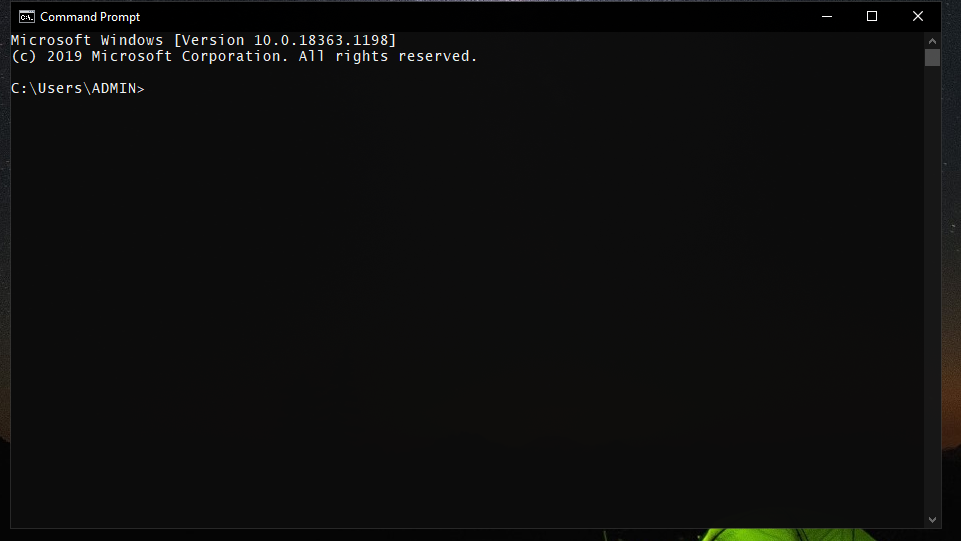 Command Prompt
Microsoft Windows [Version 10.0.18363.1198]
(c) 2019 Microsoft Corporation. All rights reserved.
C:\Users\ADMIN>